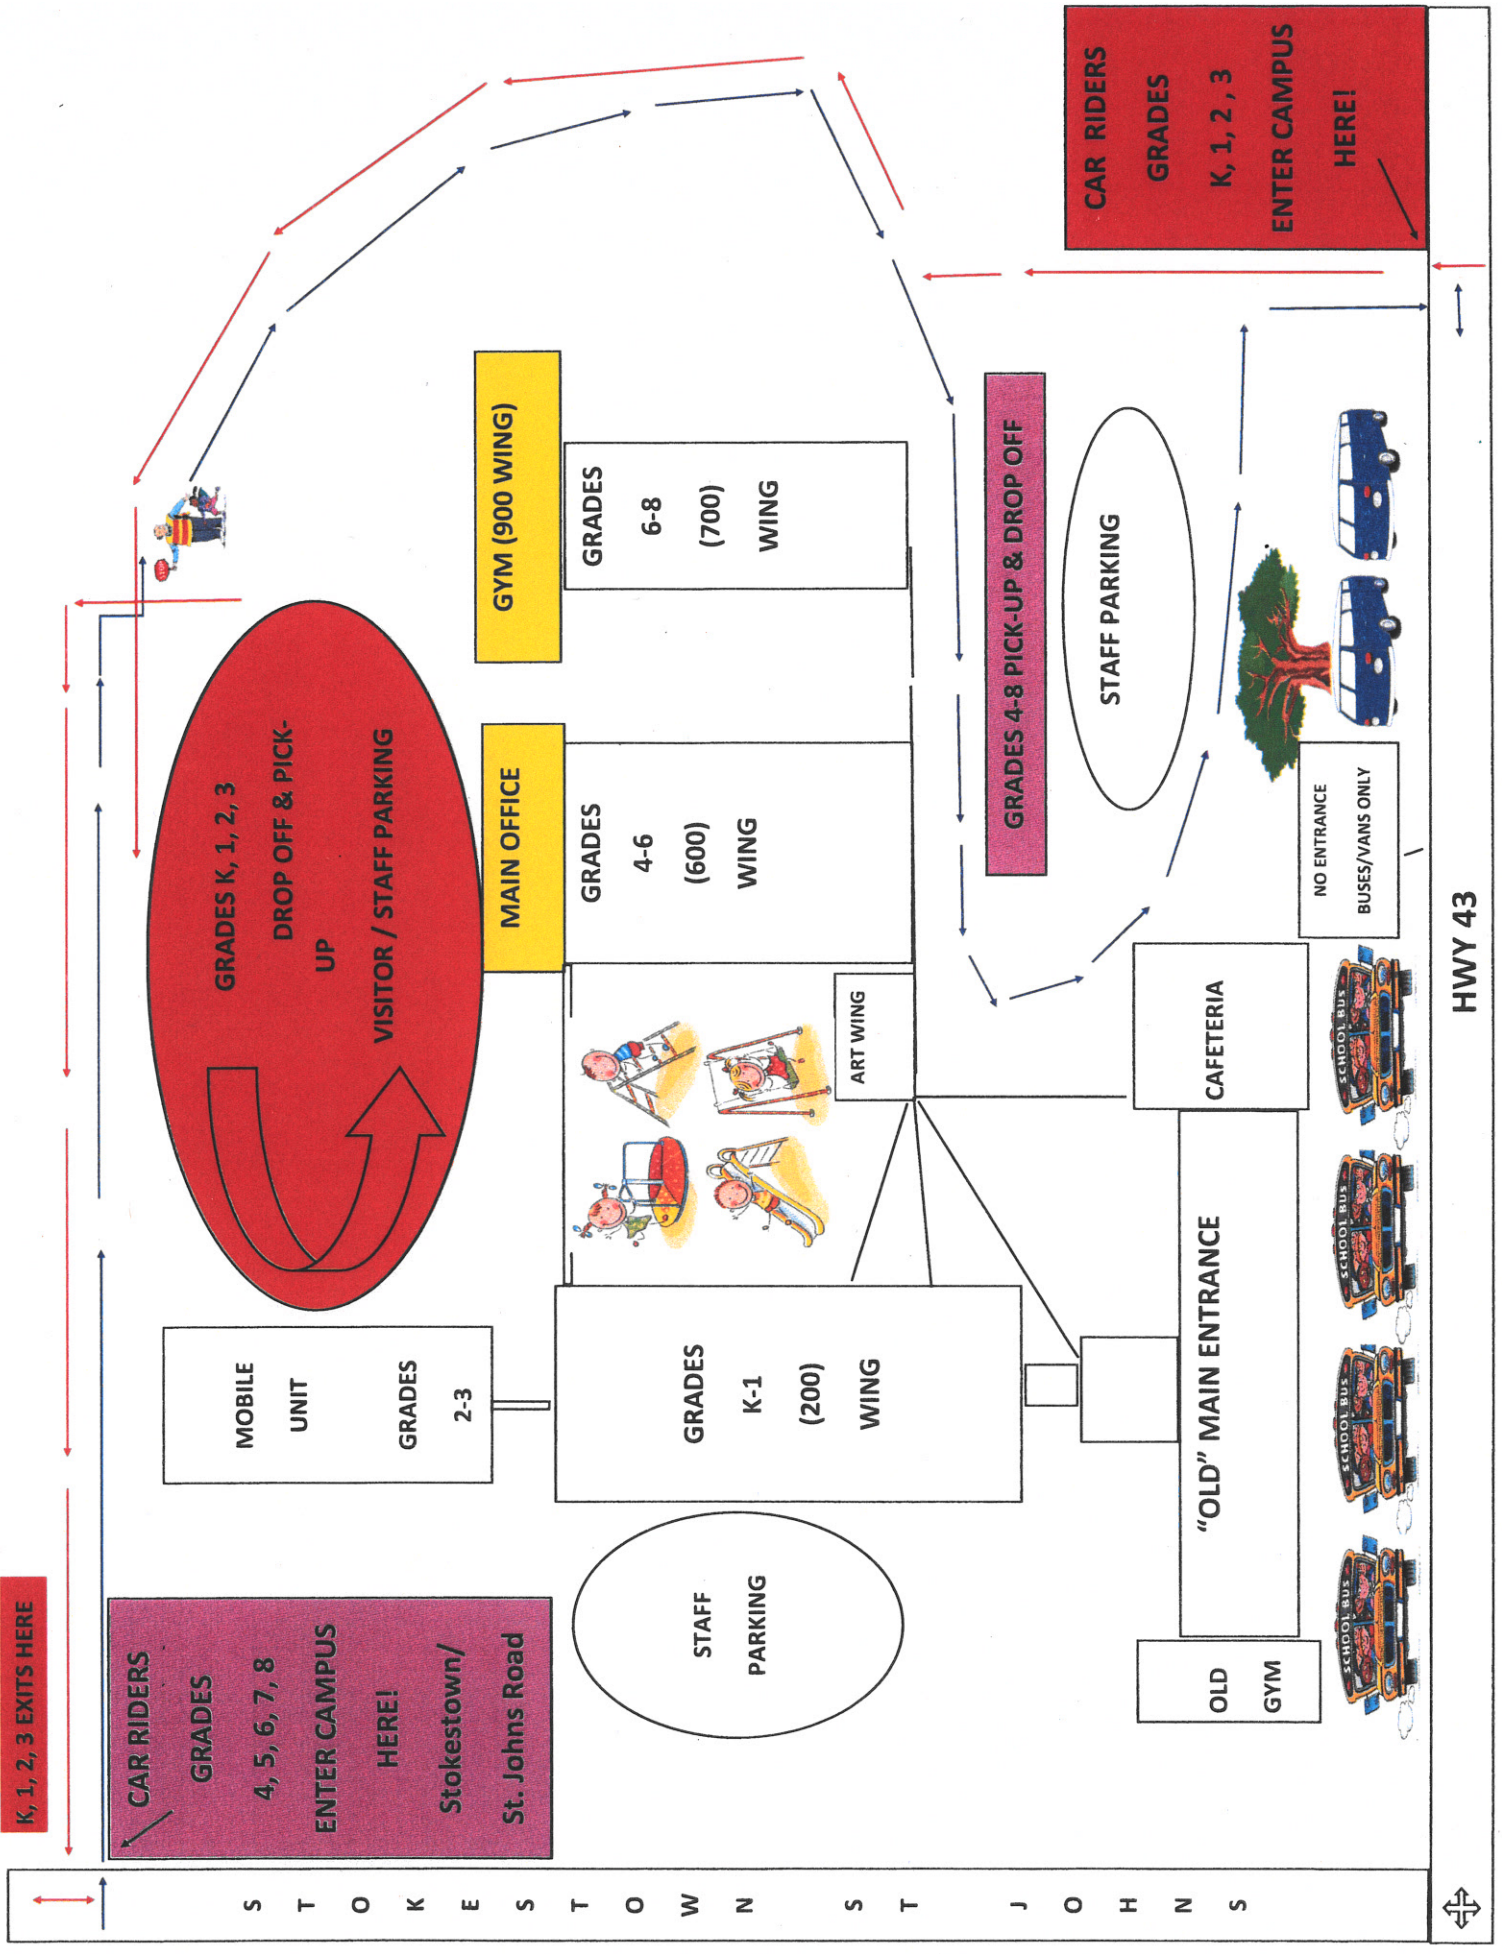 K, 1, 2, 3 EXITS HERE
CAR RIDERS
GRADES
4, 5, 6, 7, 8
ENTER CAMPUS
HERE!
Stokestown/
St. Johns Road
STOKESTOWN ST JOHNS
MOBILE
UNIT
GRADES
2-3
GRADES K, 1, 2, 3
DROP OFF & PICK-
UP
VISITOR / STAFF PARKING
MAIN OFFICE
GYM (900 WING)
STAFF
PARKING
GRADES
K-1
(200)
WING
ART WING
GRADES
4-6
(600)
WING
GRADES
6-8
(700)
WING
GRADES 4-8 PICK-UP & DROP OFF
STAFF PARKING
CAR RIDERS
GRADES
K, 1, 2 , 3
ENTER CAMPUS
HERE!
OLD
GYM
“OLD” MAIN ENTRANCE
CAFETERIA
NO ENTRANCE
BUSES/VANS ONLY
SCHOOL BUS
SCHOOL BUS
SCHOOL BUS
SCHOOL BUS
HWY 43